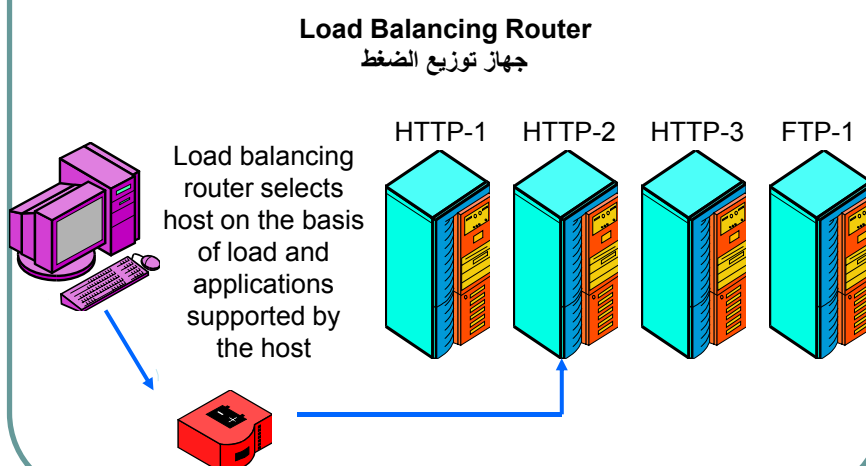 Load Balancing Router
جهاز توزيع الضغط
HTTP-1 HTTP-2 HTTP-3 FTP-1
Load balancing
router selects
host on the basis
of load and
applications
supported by
the host